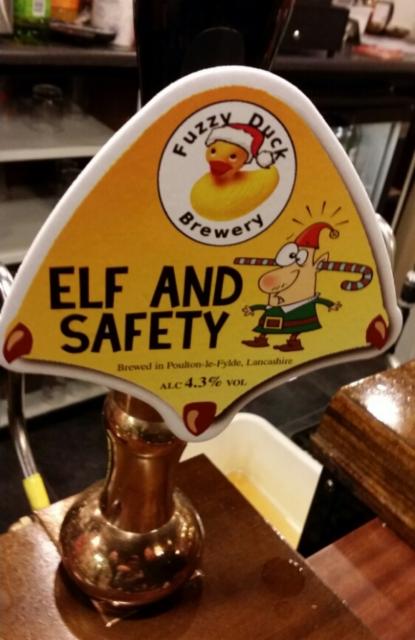 Fuzzy Duck
Brewery
ELF AND
SAFETY
Brewed in Poulton-le-Fylde, Lancashire
ALC 4.3% VOL